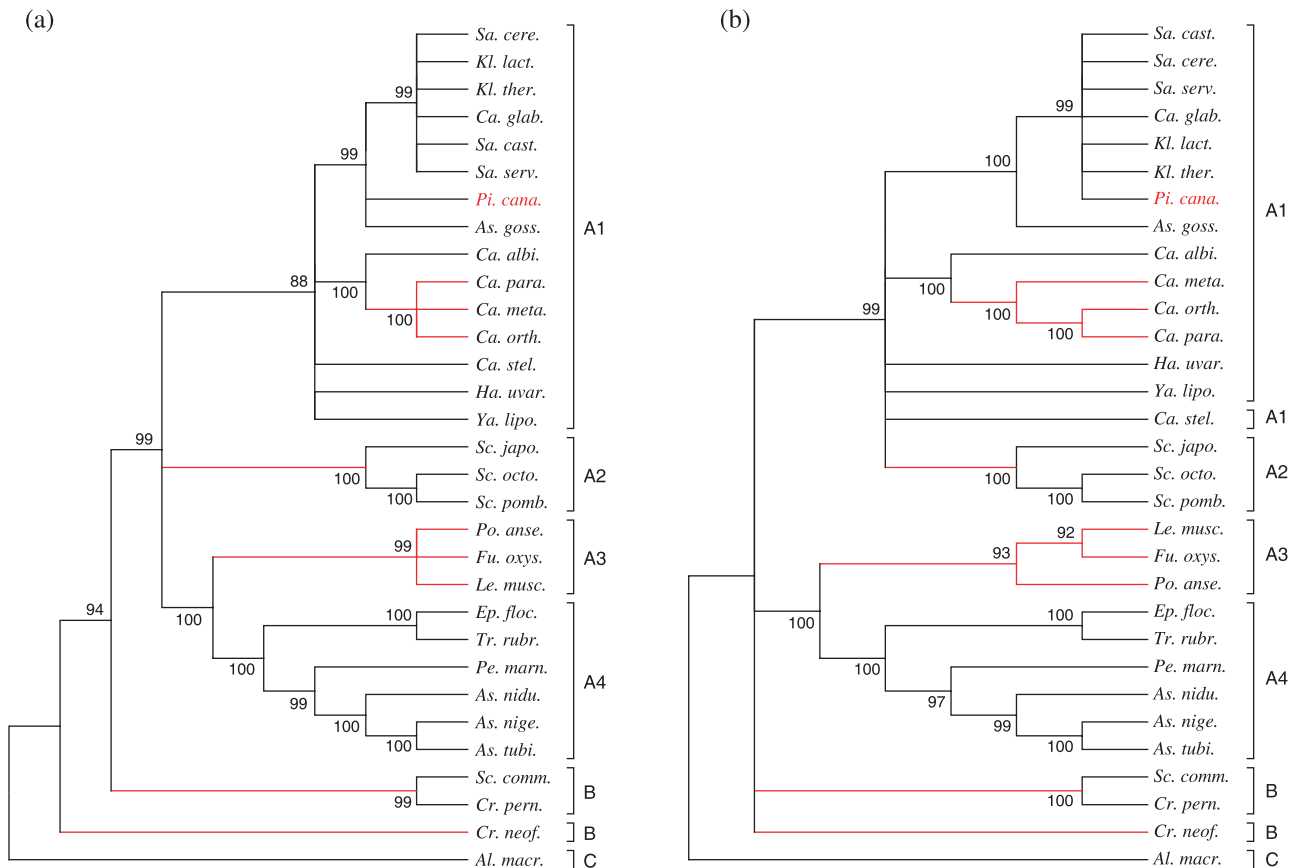 (a)
Sa. cere.
Kl. lact.
Kl. ther.
Ca. glab.
Sa. cast.
Sa. serv.
Pi. cana.
As. goss.
Ca. albi.
Ca. para.
Ca. meta.
Ca. orth.
Ca. stel.
Ha. uvar.
Ya. lipo.
Sc. japo.
Sc. octo.
Sc. pomb.
Po. anse.
Fu. oxys.
Le. musc.
Ep. floc.
Tr. rubr.
Pe. marn.
As. nidu.
As. nige.
As. tubi.
Sc. comm.
Cr. pern.
Cr. neof.
Al. macr.
99
99
88
100
100
99
100
100
99
100
100
100
99
100
100
94
99
A1
A2
A3
A4
B
B
C
(b)
Sa. cast.
Sa. cere.
Sa. serv.
Ca. glab.
Kl. lact.
Kl. ther.
Pi. cana.
As. goss.
Ca. albi.
Ca. meta.
Ca. orth.
Ca. para.
Ha. uvar.
Ya. lipo.
Ca. stel.
Sc. japo.
Sc. octo.
Sc. pomb.
Le. musc.
Fu. oxys.
Po. anse.
Ep. floc.
Tr. rubr.
Pe. marn.
As. nidu.
As. nige.
As. tubi.
Sc. comm.
Cr. pern.
Cr. neof.
Al. macr.
99
100
100
99
100
100
100
100
92
93
100
100
100
97
99
100
100
A1
A1
A2
A3
A4
B
B
C